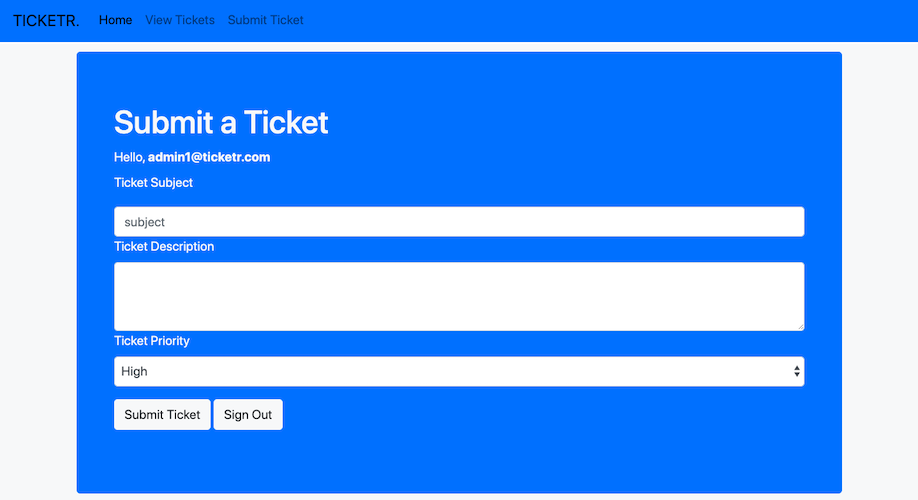 TICKETR. Home View Tickets Submit Ticket
Submit a Ticket
Hello, admin1@ticketr.com
Ticket Subject
subject
Ticket Description
Ticket Priority
High
Submit Ticket Sign Out